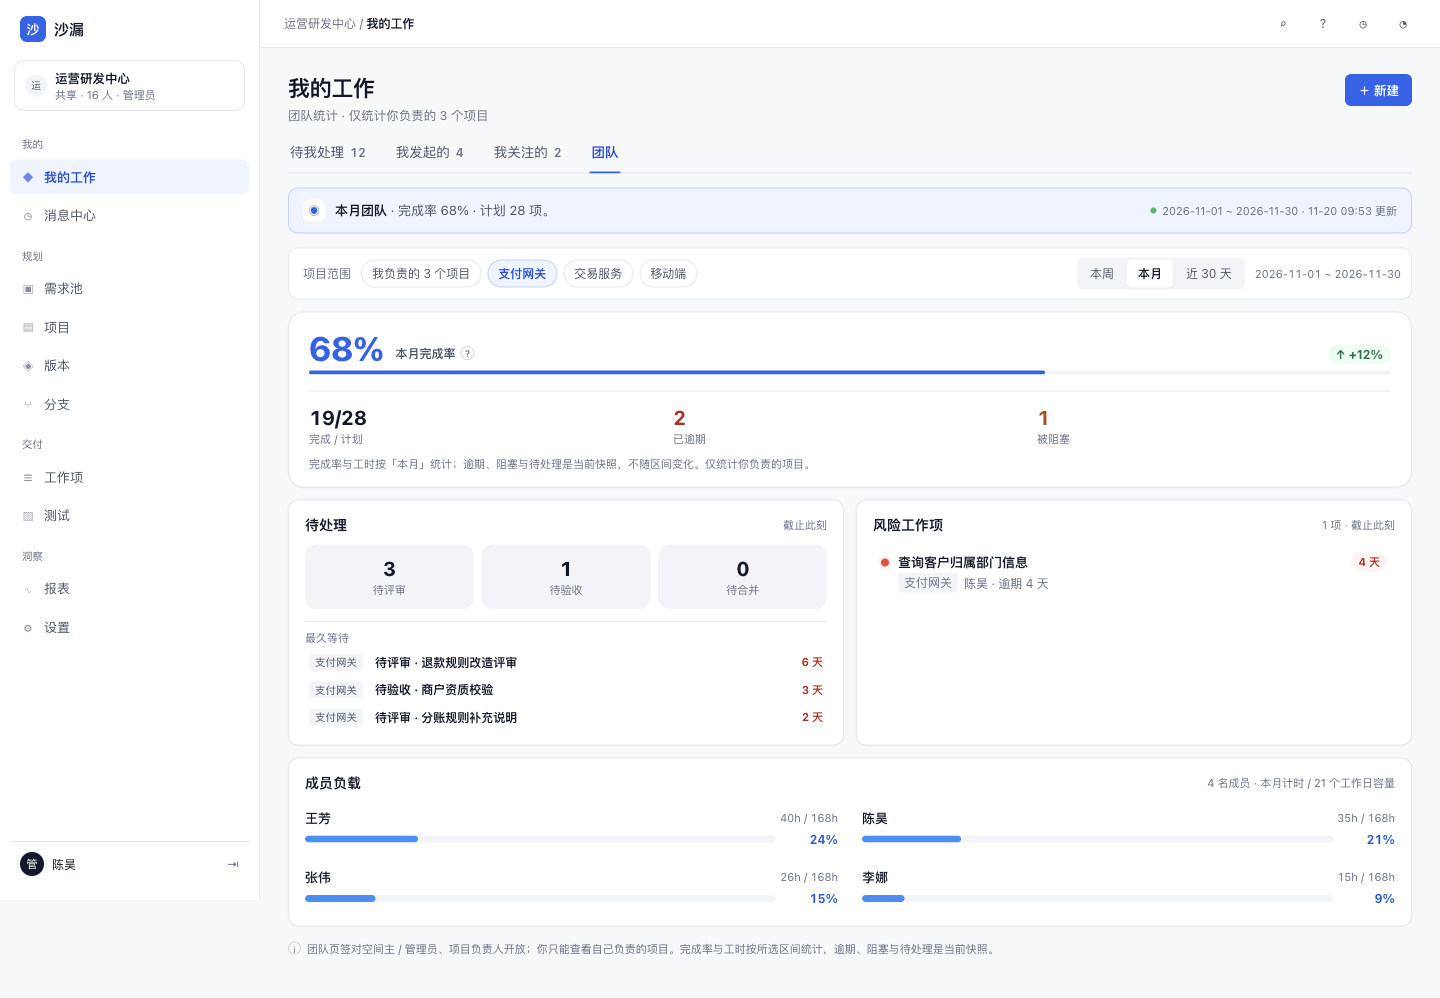 沙 沙漏
运 运营研发中心
共享 · 16 人 · 管理员
我的
我的工作
消息中心
规划
需求池
项目
版本
分支
交付
工作项
测试
洞察
报表
设置
管 陈昊
运营研发中心 / 我的工作
?
我的工作
团队统计 · 仅统计你负责的 3 个项目
+ 新建
待我处理 12 我发起的 4 我关注的 2 团队
本月团队 · 完成率 68% · 计划 28 项。
2026-11-01 ~ 2026-11-30 · 11-20 09:53 更新
项目范围 我负责的 3 个项目 支付网关 交易服务 移动端
本周 本月 近 30 天 2026-11-01 ~ 2026-11-30
68% 本月完成率 ?
↑ +12%
19/28 2 1
完成 / 计划 已逾期 被阻塞
完成率与工时按「本月」统计；逾期、阻塞与待处理是当前快照，不随区间变化。仅统计你负责的项目。
待处理 截止此刻
3 1 0
待评审 待验收 待合并
最久等待
支付网关 待评审 · 退款规则改造评审 6 天
支付网关 待验收 · 商户资质校验 3 天
支付网关 待评审 · 分账规则补充说明 2 天
风险工作项 1 项 · 截止此刻
查询客户归属部门信息 4 天
支付网关 陈昊 · 逾期 4 天
成员负载 4 名成员 · 本月计时 / 21 个工作日容量
王芳 40h / 168h
24%
陈昊 35h / 168h
21%
张伟 26h / 168h
15%
李娜 15h / 168h
9%
团队页签对空间主 / 管理员、项目负责人开放；你只能查看自己负责的项目。完成率与工时按所选区间统计，逾期、阻塞与待处理是当前快照。